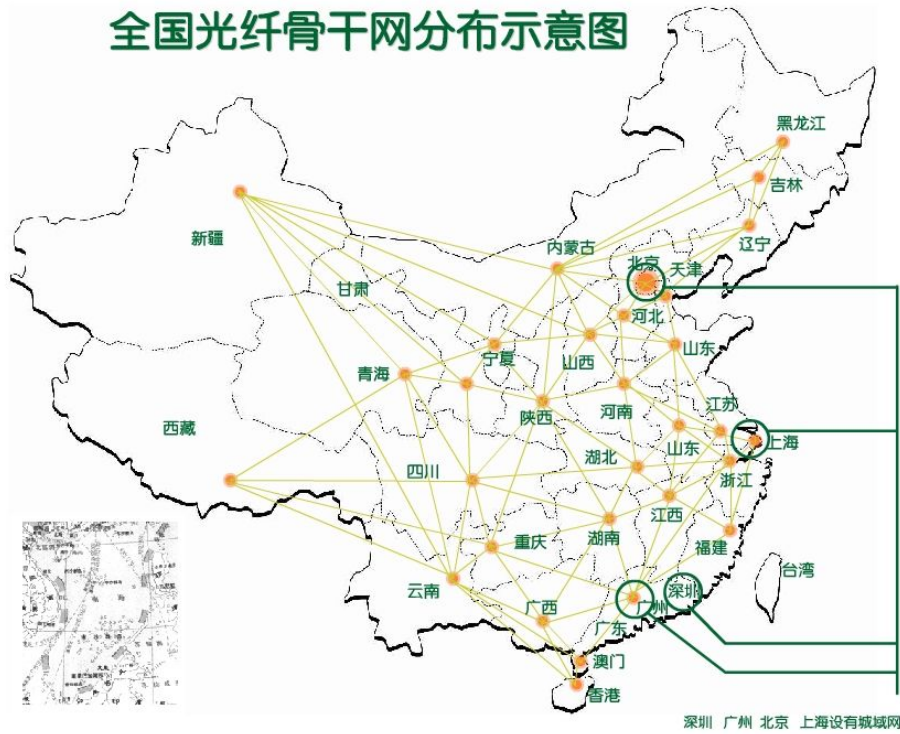 全国光纤骨干网分布示意图
黑龙江
吉林
辽宁
内蒙古
北京
天津
新疆
甘肃
河北
宁夏
山西
山东
青海
陕西
河南
江苏
西藏
上海
四川
湖北
山东
浙江
重庆
湖南
江西
福建
台湾
云南
广西
广州
深圳
广东
澳门
香港
深圳 广州 北京 上海设有城域网